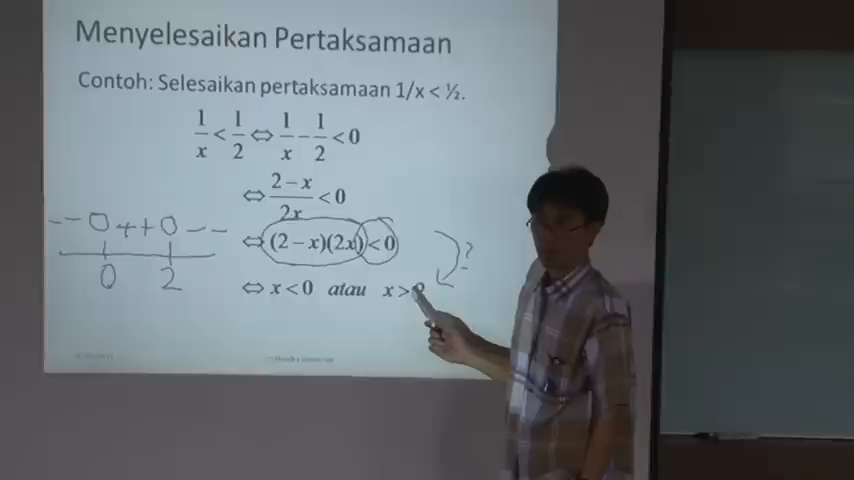 Menyelesaikan Pertaksamaan
Contoh: Selesaikan pertaksamaan 1/x < ½.
1/x < 1/2 ⇔ 1/x − 1/2 < 0
⇔ (2 − x)/2x < 0
⇔ (2 − x)(2x) < 0
⇔ x < 0 atau x >
-- 0 ++ 0 --
0 2
?